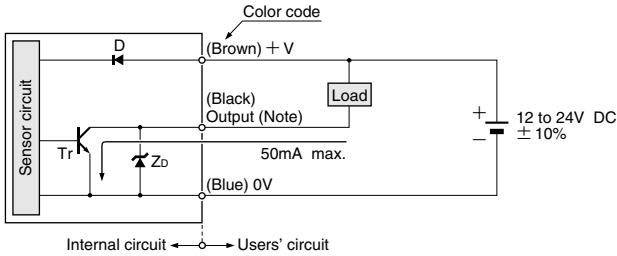 Color code
D
(Brown) + V
Sensor circuit
(Black)
Output (Note)
Load
+
12 to 24V DC
± 10%
−
Tr
ZD
50mA max.
(Blue) 0V
Internal circuit
Users' circuit